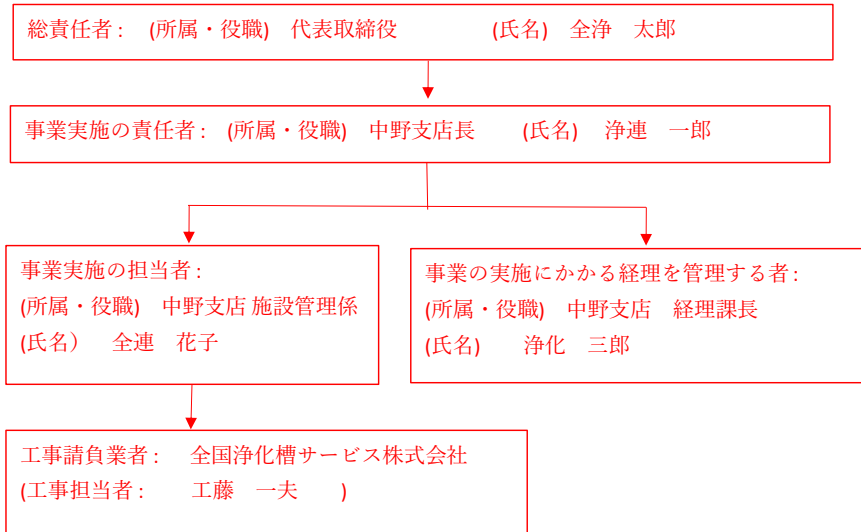 総責任者： (所属・役職) 代表取締役 (氏名) 全浄 太郎
事業実施の責任者： (所属・役職) 中野支店長 (氏名) 浄連 一郎
事業実施の担当者：
(所属・役職) 中野支店 施設管理係
(氏名） 全連 花子
事業の実施にかかる経理を管理する者：
(所属・役職) 中野支店 経理課長
(氏名) 浄化 三郎
工事請負業者： 全国浄化槽サービス株式会社
(工事担当者： 工藤 一夫 )